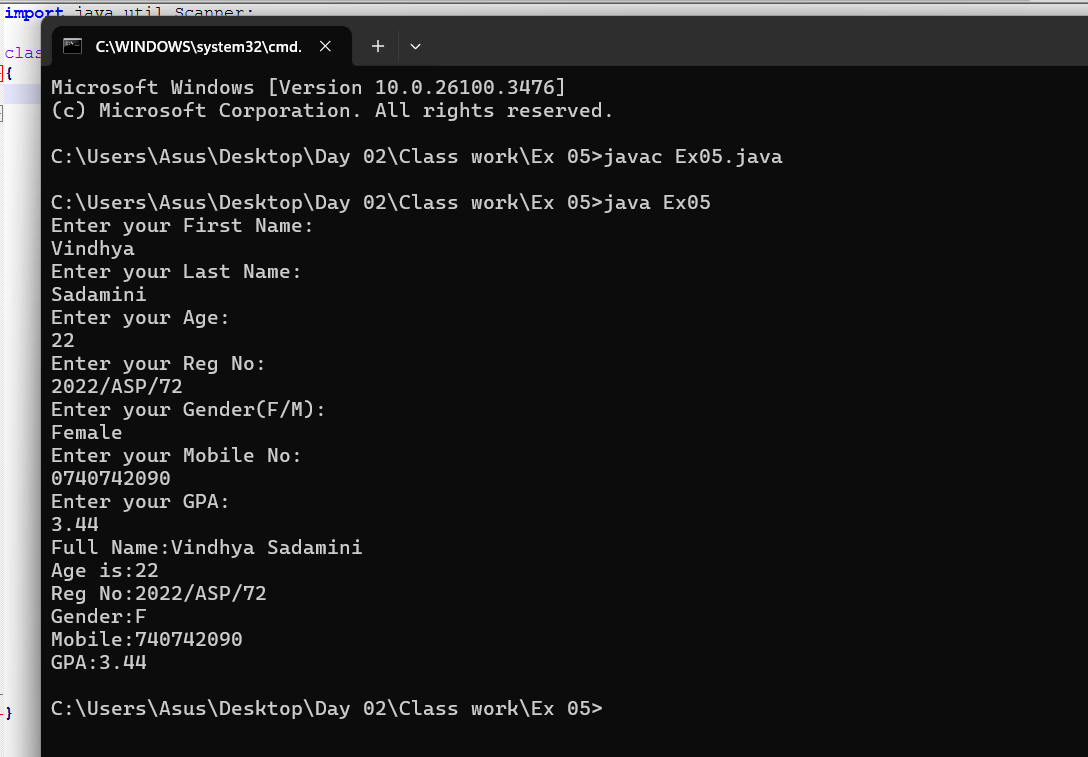 import java.util.Scanner;
clas
{
}
C:\WINDOWS\system32\cmd.
Microsoft Windows [Version 10.0.26100.3476]
(c) Microsoft Corporation. All rights reserved.
C:\Users\Asus\Desktop\Day 02\Class work\Ex 05>javac Ex05.java
C:\Users\Asus\Desktop\Day 02\Class work\Ex 05>java Ex05
Enter your First Name:
Vindhya
Enter your Last Name:
Sadamini
Enter your Age:
22
Enter your Reg No:
2022/ASP/72
Enter your Gender(F/M):
Female
Enter your Mobile No:
0740742090
Enter your GPA:
3.44
Full Name:Vindhya Sadamini
Age is:22
Reg No:2022/ASP/72
Gender:F
Mobile:740742090
GPA:3.44
C:\Users\Asus\Desktop\Day 02\Class work\Ex 05>